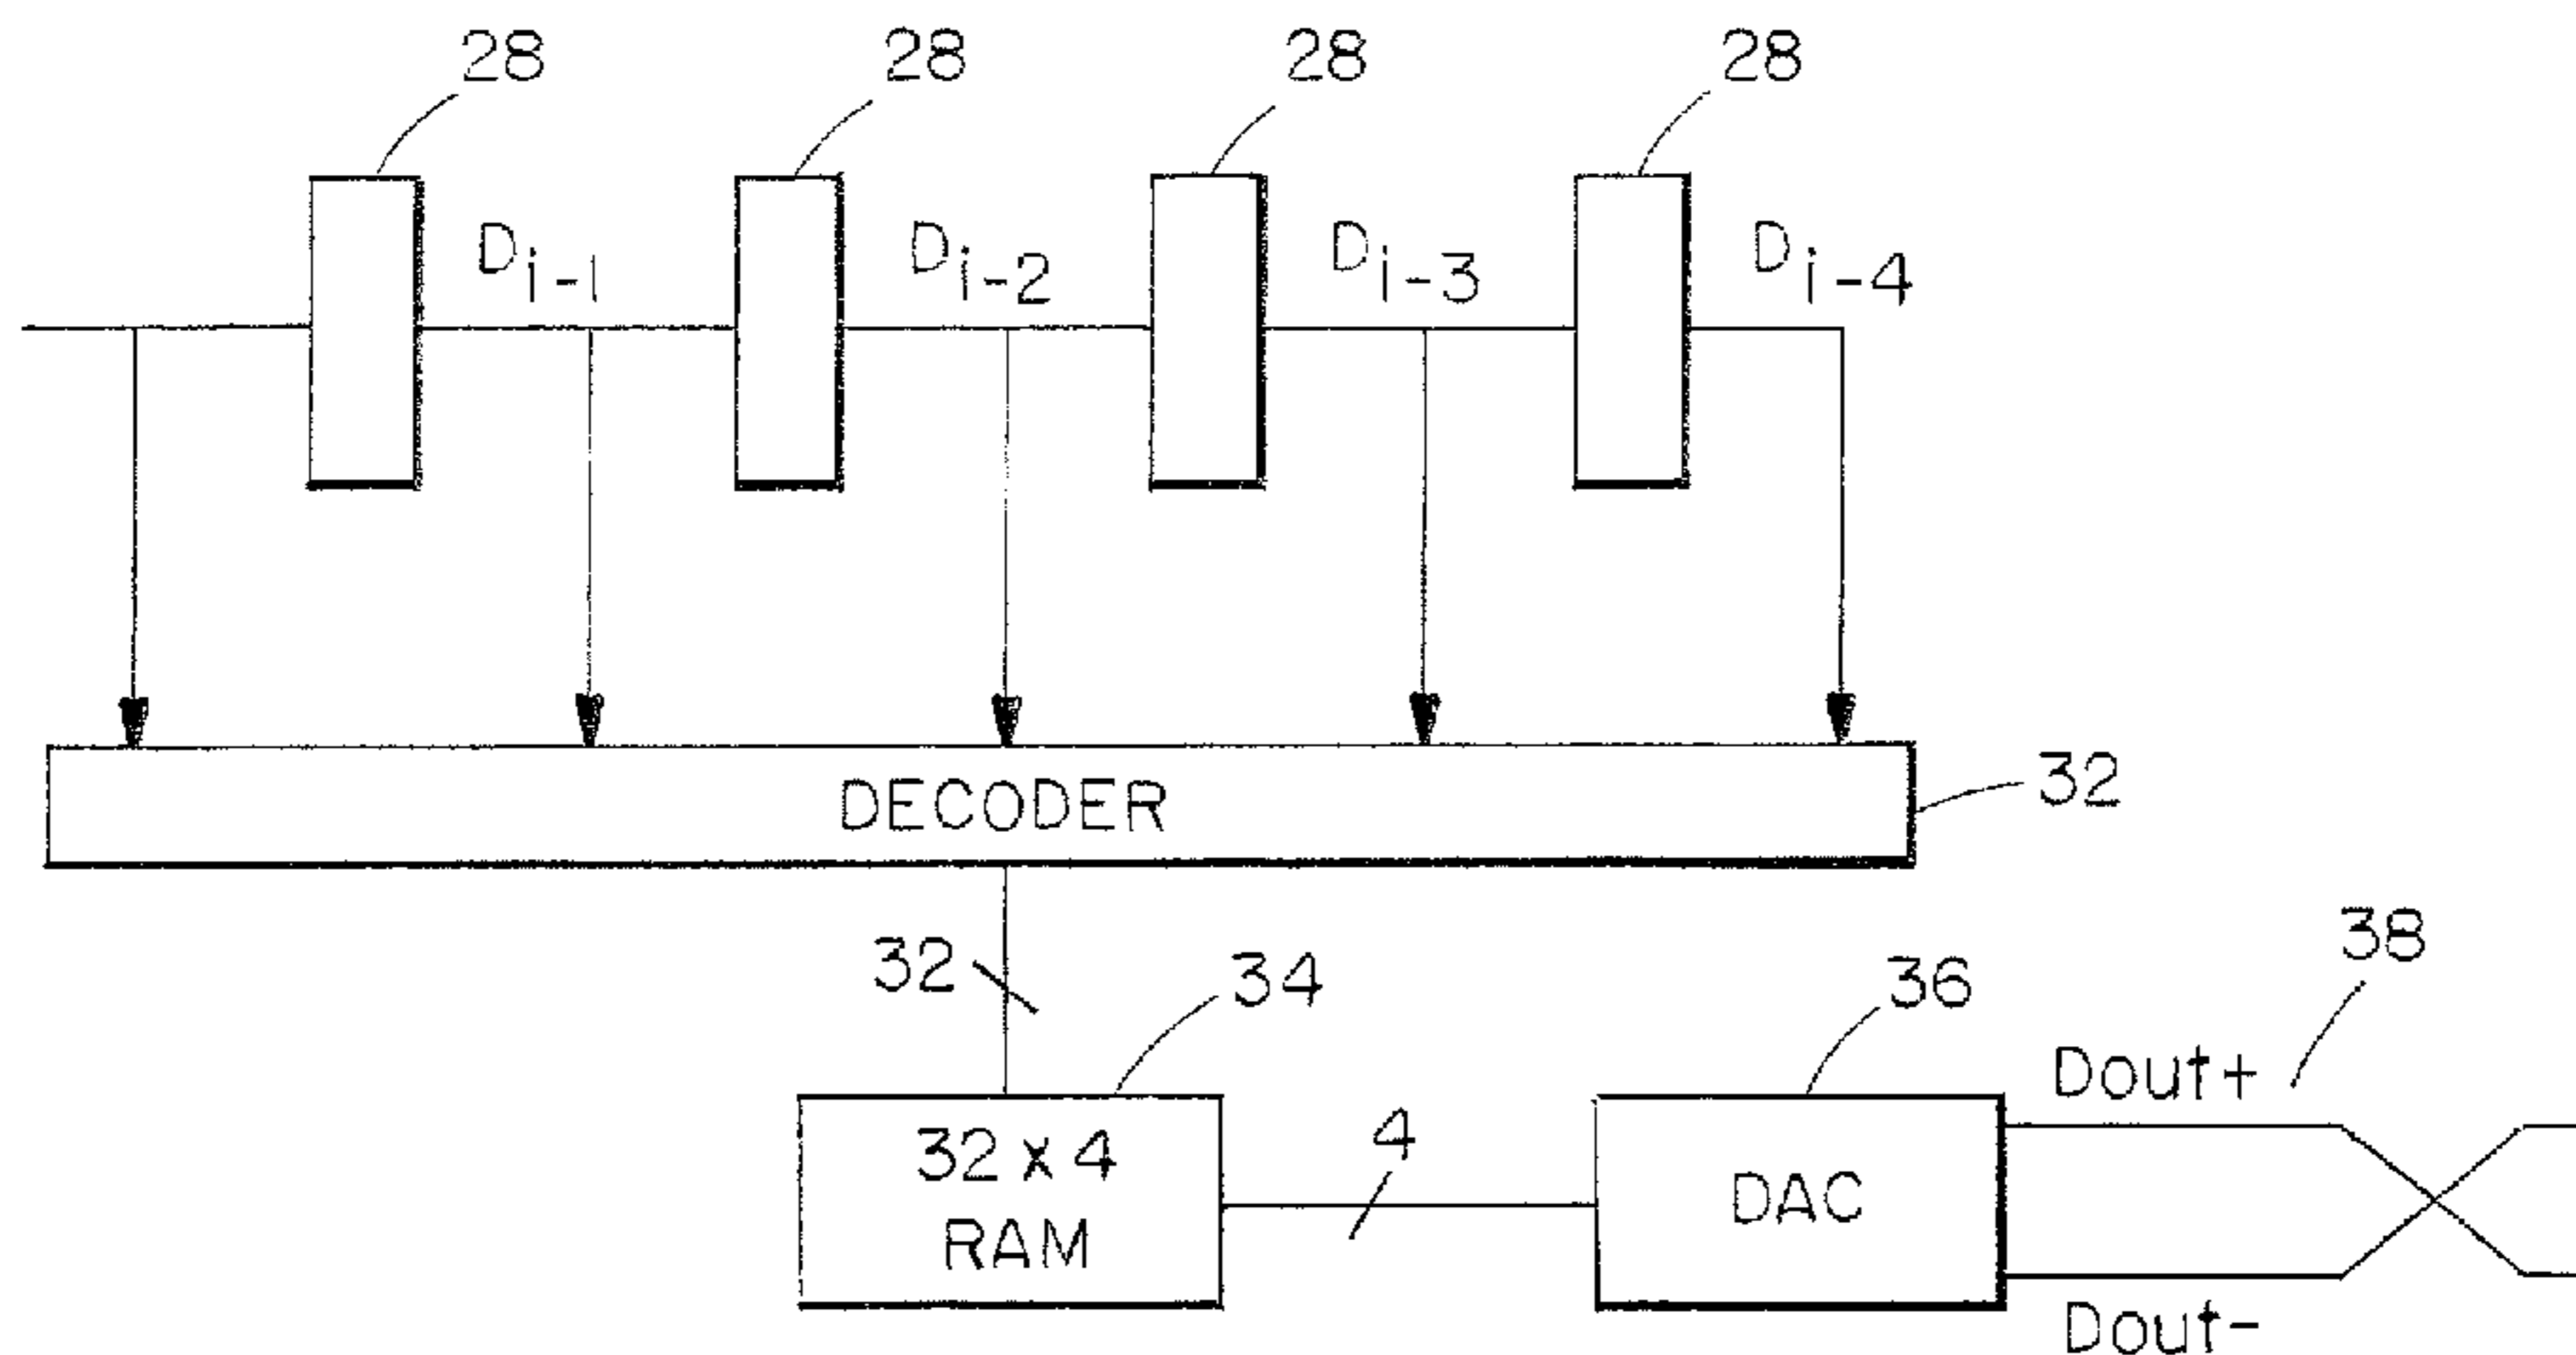 28 28 28 28
Di-1 Di-2 Di-3 Di-4
DECODER
32
32
34
36
38
Dout+
32 x 4
RAM
4
DAC
Dout-